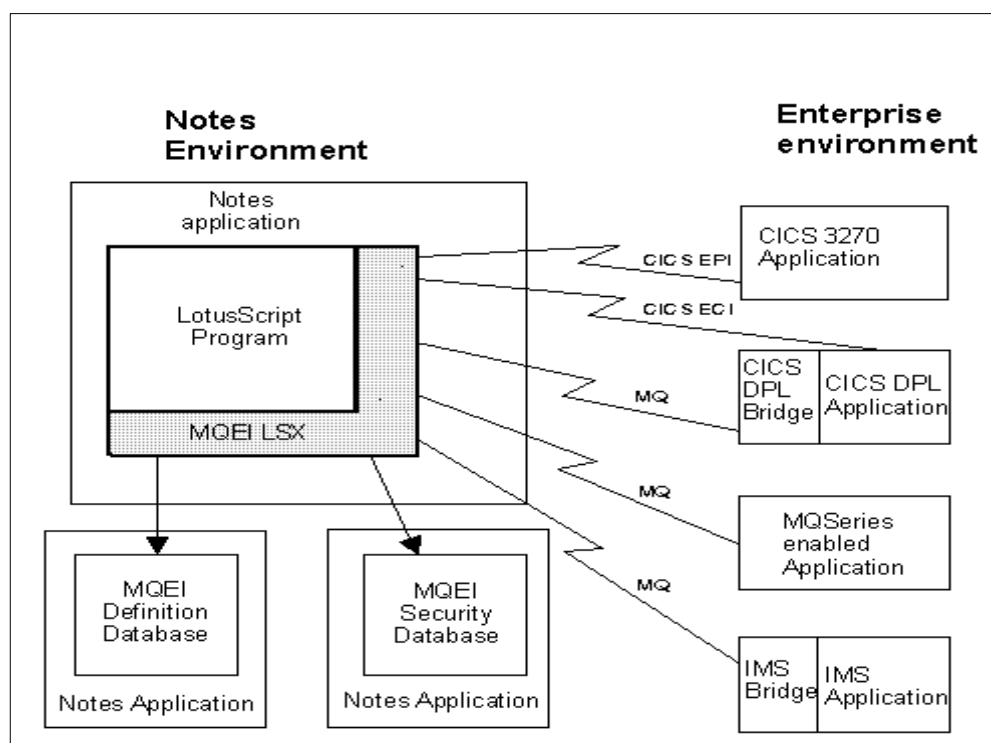 Notes
Environment
Enterprise
environment
Notes
application
LotusScript
Program
MQEI LSX
CICS EPI
CICS ECI
MQ
MQ
MQ
CICS 3270
Application
CICS
DPL
Bridge
CICS DPL
Application
MQSeries
enabled
Application
IMS
Bridge
IMS
Application
MQEI
Definition
Database
Notes Application
MQEI
Security
Database
Notes Application